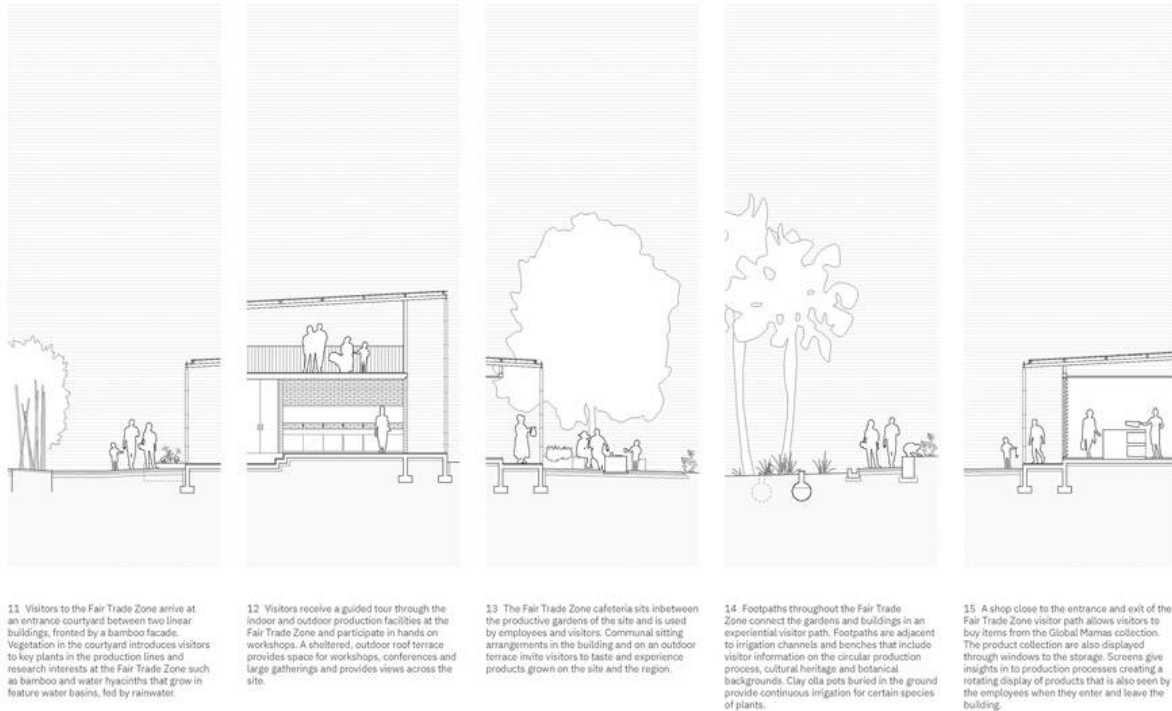 11 Visitors to the Fair Trade Zone arrive at
an entrance courtyard between two linear
buildings, fronted by a bamboo facade.
Vegetation in the courtyard introduces visitors
to key plants in the production lines and
research interests at the Fair Trade Zone such
as bamboo and water hyacinths that grow in
feature water basins, fed by rainwater.
12 Visitors receive a guided tour through the
indoor and outdoor production facilities at the
Fair Trade Zone and participate in hands on
workshops. A sheltered, outdoor roof terrace
provides space for workshops, conferences and
large gatherings and provides views across the
site.
13 The Fair Trade Zone cafeteria sits inbetween
the productive gardens of the site and is used
by employees and visitors. Communal sitting
arrangements in the building and on an outdoor
terrace invite visitors to taste and experience
products grown on the site and the region.
14 Footpaths throughout the Fair Trade
Zone connect the gardens and buildings in an
experiential visitor path. Footpaths are adjacent
to irrigation channels and benches that include
visitor information on the circular production
process, cultural heritage and botanical
backgrounds. Clay olla pots buried in the ground
provide continuous irrigation for certain species
of plants.
15 A shop close to the entrance and exit of the
Fair Trade Zone visitor path allows visitors to
buy items from the Global Mamas collection.
The product collection are also displayed
through windows to the storage. Screens give
insights in to production processes creating a
rotating display of products that is also seen by
the employees when they enter and leave the
building.